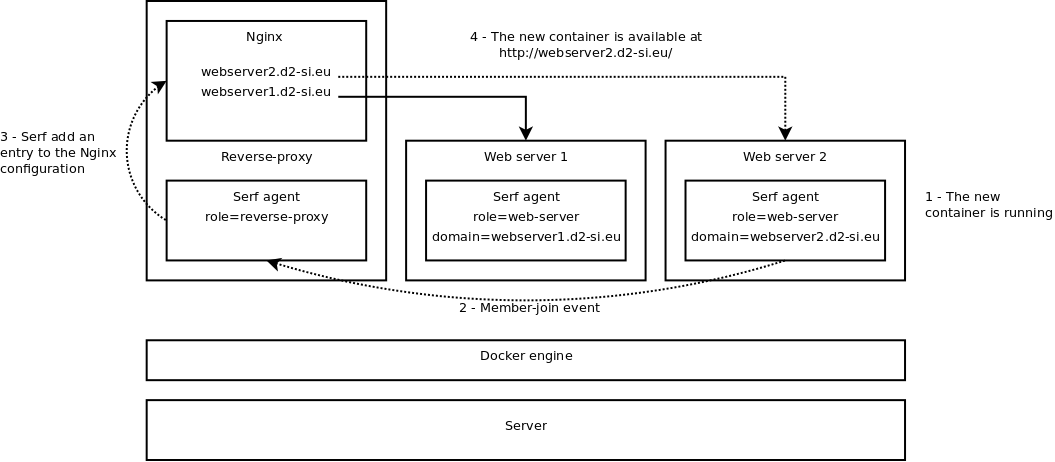 Nginx
webserver2.d2-si.eu
webserver1.d2-si.eu
4 - The new container is available at
http://webserver2.d2-si.eu/
3 - Serf add an
entry to the Nginx
configuration
Reverse-proxy
Serf agent
role=reverse-proxy
Web server 1
Serf agent
role=web-server
domain=webserver1.d2-si.eu
Web server 2
Serf agent
role=web-server
domain=webserver2.d2-si.eu
1 - The new
container is running
2 - Member-join event
Docker engine
Server